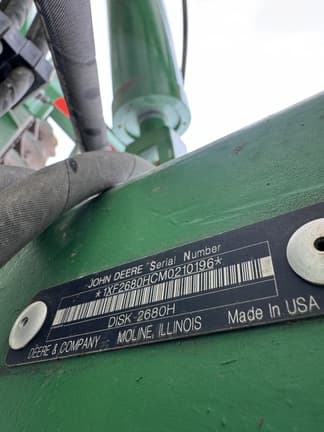 JOHN DEERE Serial Number
*1XF2680HCM0210196*
DISK-2680H
DEERE & COMPANY MOLINE, ILLINOIS Made In USA